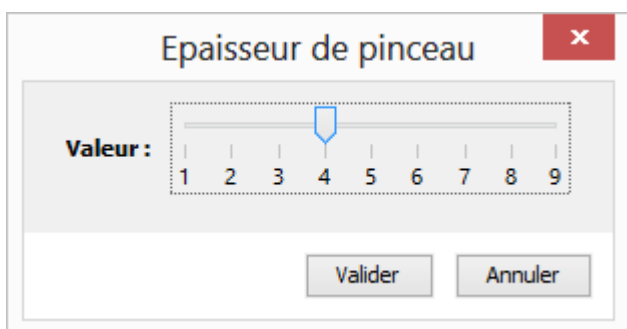 Epaisseur de pinceau
Valeur :
1 2 3 4 5 6 7 8 9
Valider Annuler